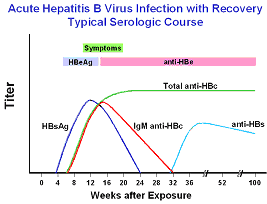 Acute Hepatitis B Virus Infection with Recovery
Typical Serologic Course
Symptoms
HBeAg
anti-HBe
Total anti-HBc
Titer
HBsAg
IgM anti-HBc
anti-HBs
0 4 8 12 16 20 24 28 32 36 52 100
Weeks after Exposure